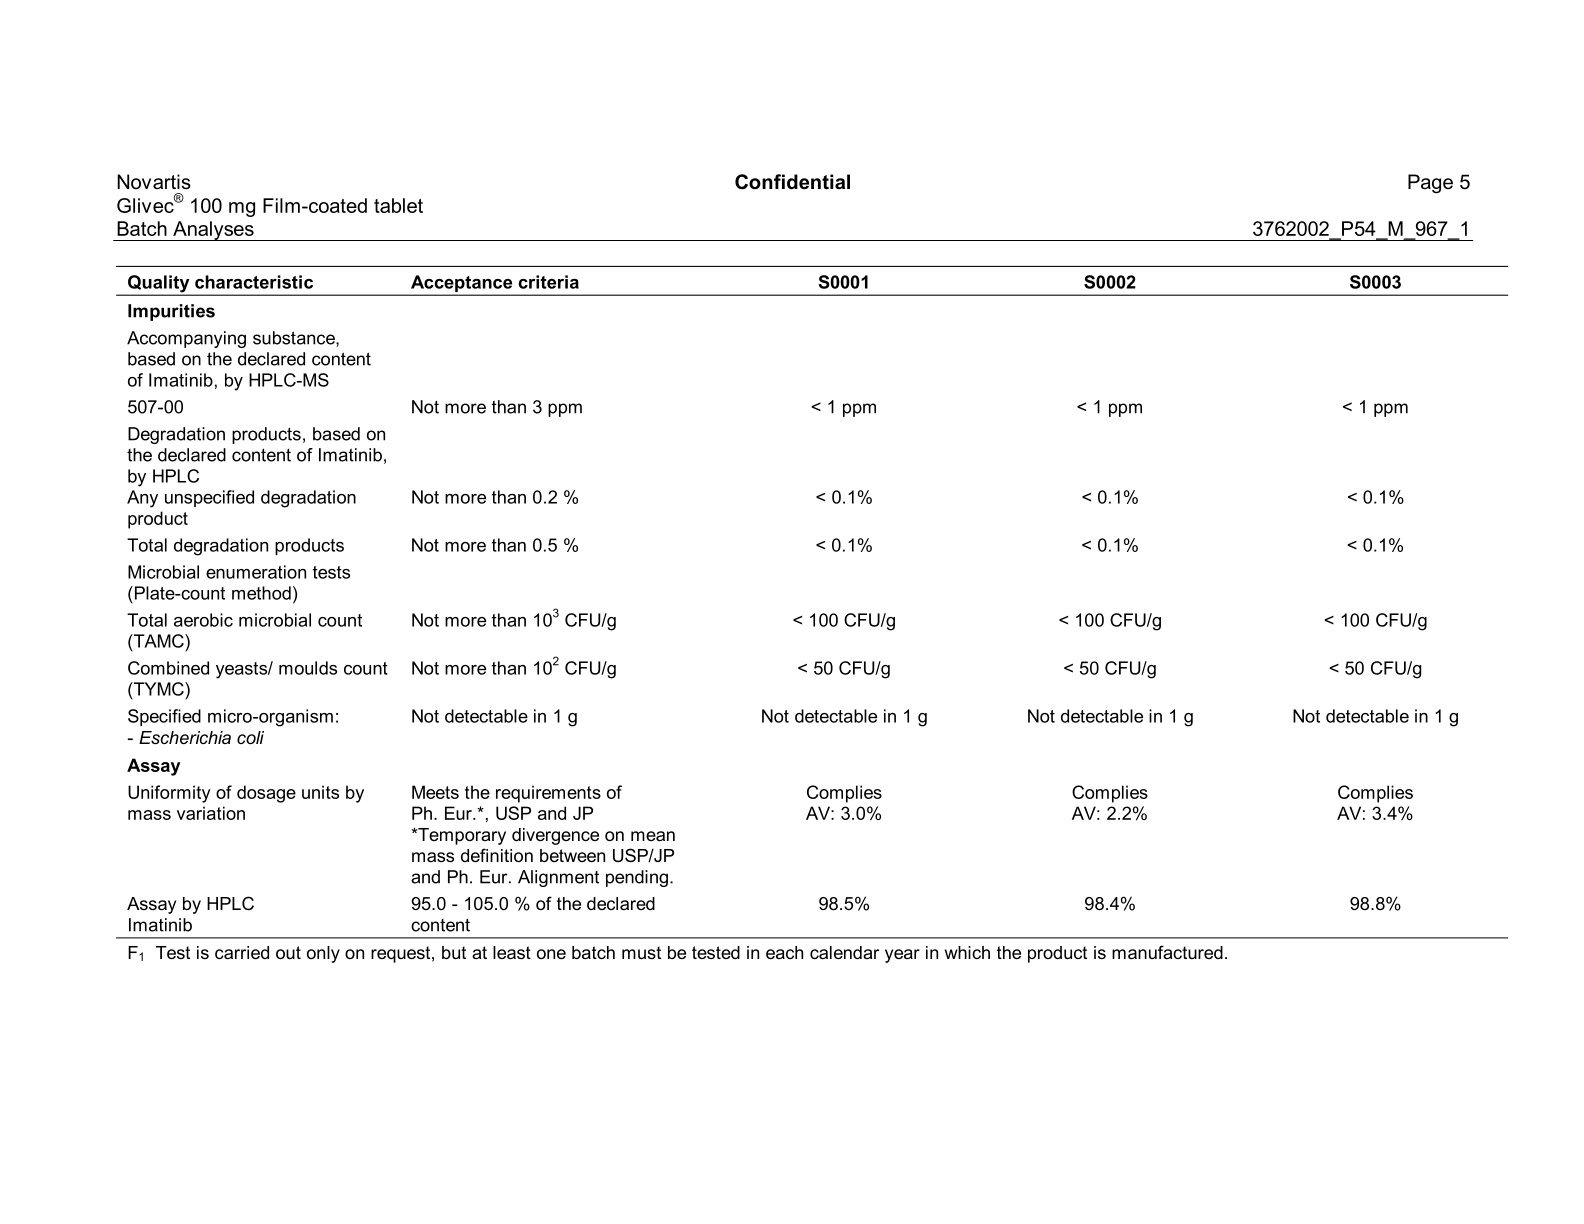 Novartis Confidential Page 5
Glivec® 100 mg Film-coated tablet
Batch Analyses 3762002_P54_M_967_1
Quality characteristic Acceptance criteria S0001 S0002 S0003
Impurities
Accompanying substance,
based on the declared content
of Imatinib, by HPLC-MS
507-00 Not more than 3 ppm < 1 ppm < 1 ppm < 1 ppm
Degradation products, based on
the declared content of Imatinib,
by HPLC
Any unspecified degradation Not more than 0.2 % < 0.1% < 0.1% < 0.1%
product
Total degradation products Not more than 0.5 % < 0.1% < 0.1% < 0.1%
Microbial enumeration tests
(Plate-count method)
Total aerobic microbial count Not more than 10³ CFU/g < 100 CFU/g < 100 CFU/g < 100 CFU/g
(TAMC)
Combined yeasts/ moulds count Not more than 10² CFU/g < 50 CFU/g < 50 CFU/g < 50 CFU/g
(TYMC)
Specified micro-organism: Not detectable in 1 g Not detectable in 1 g Not detectable in 1 g Not detectable in 1 g
- Escherichia coli
Assay
Uniformity of dosage units by Meets the requirements of Complies Complies Complies
mass variation Ph. Eur.*, USP and JP AV: 3.0% AV: 2.2% AV: 3.4%
*Temporary divergence on mean
mass definition between USP/JP
and Ph. Eur. Alignment pending.
Assay by HPLC 95.0 - 105.0 % of the declared 98.5% 98.4% 98.8%
Imatinib content
F₁ Test is carried out only on request, but at least one batch must be tested in each calendar year in which the product is manufactured.